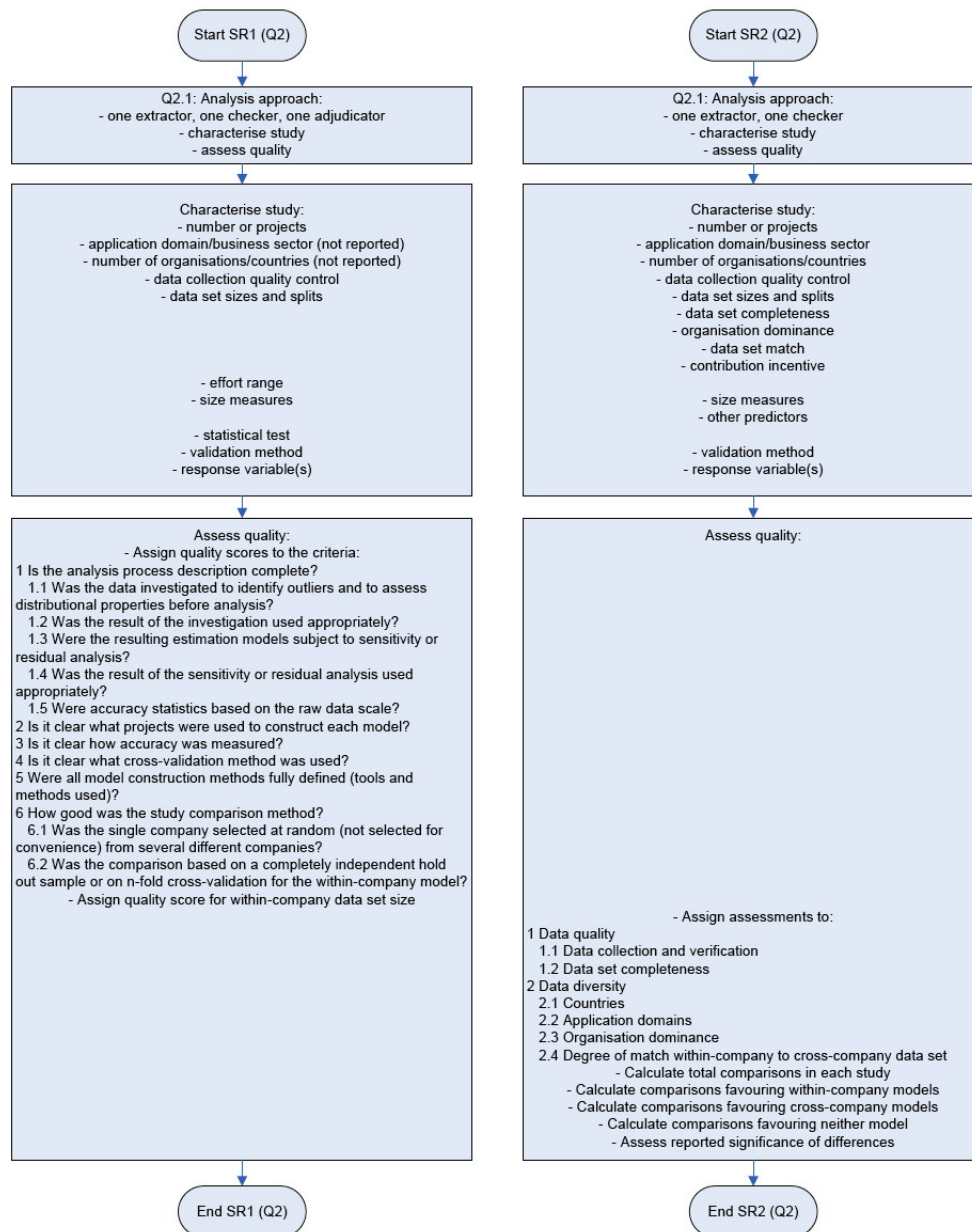 Start SR1 (Q2)
Q2.1: Analysis approach:
- one extractor, one checker, one adjudicator
- characterise study
- assess quality
Characterise study:
- number or projects
- application domain/business sector (not reported)
- number of organisations/countries (not reported)
- data collection quality control
- data set sizes and splits
- effort range
- size measures
- statistical test
- validation method
- response variable(s)
Assess quality:
- Assign quality scores to the criteria:
1 Is the analysis process description complete?
1.1 Was the data investigated to identify outliers and to assess
distributional properties before analysis?
1.2 Was the result of the investigation used appropriately?
1.3 Were the resulting estimation models subject to sensitivity or
residual analysis?
1.4 Was the result of the sensitivity or residual analysis used
appropriately?
1.5 Were accuracy statistics based on the raw data scale?
2 Is it clear what projects were used to construct each model?
3 Is it clear how accuracy was measured?
4 Is it clear what cross-validation method was used?
5 Were all model construction methods fully defined (tools and
methods used)?
6 How good was the study comparison method?
6.1 Was the single company selected at random (not selected for
convenience) from several different companies?
6.2 Was the comparison based on a completely independent hold
out sample or on n-fold cross-validation for the within-company model?
- Assign quality score for within-company data set size
End SR1 (Q2)
Start SR2 (Q2)
Q2.1: Analysis approach:
- one extractor, one checker
- characterise study
- assess quality
Characterise study:
- number or projects
- application domain/business sector
- number of organisations/countries
- data collection quality control
- data set sizes and splits
- data set completeness
- organisation dominance
- data set match
- contribution incentive
- size measures
- other predictors
- validation method
- response variable(s)
Assess quality:
- Assign assessments to:
1 Data quality
1.1 Data collection and verification
1.2 Data set completeness
2 Data diversity
2.1 Countries
2.2 Application domains
2.3 Organisation dominance
2.4 Degree of match within-company to cross-company data set
- Calculate total comparisons in each study
- Calculate comparisons favouring within-company models
- Calculate comparisons favouring cross-company models
- Calculate comparisons favouring neither model
- Assess reported significance of differences
End SR2 (Q2)